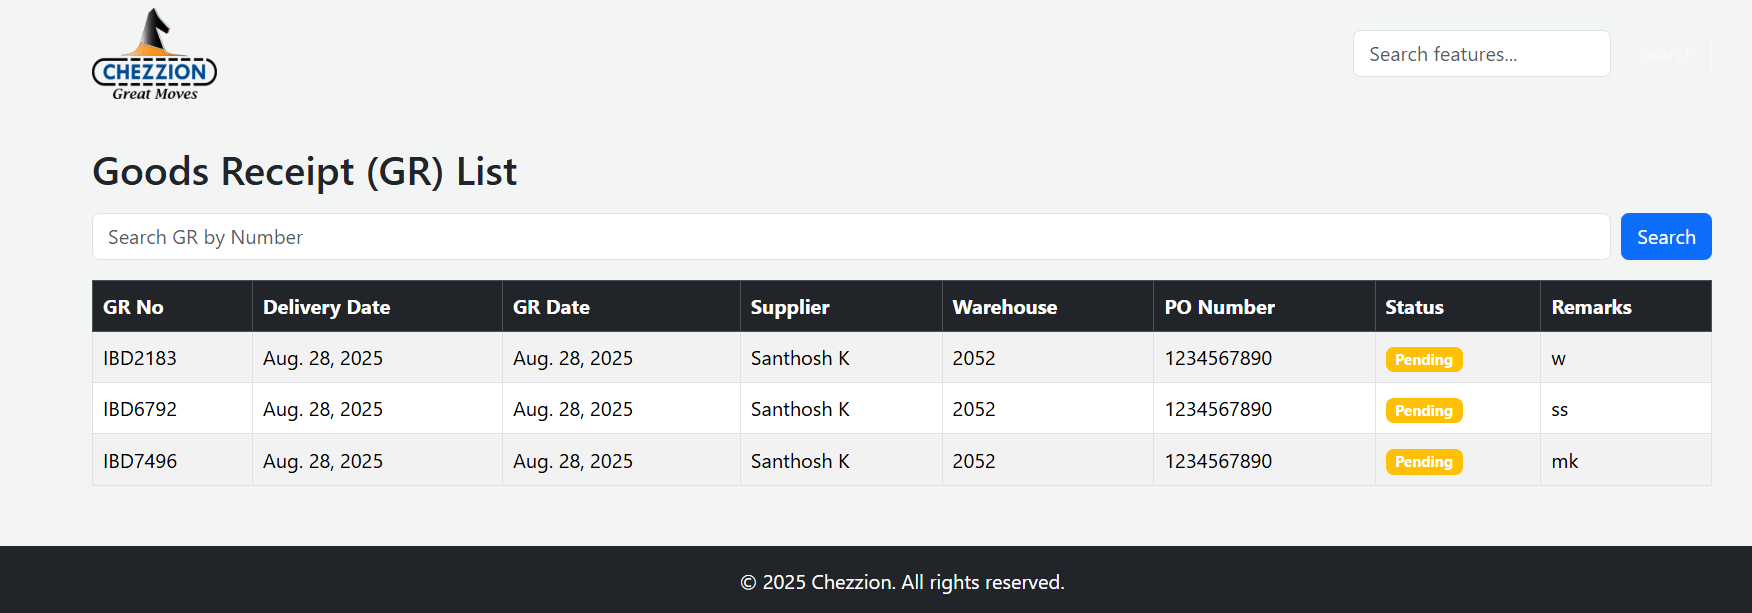 CHEZZION
Great Moves
Search features...
Search
Goods Receipt (GR) List
Search GR by Number
Search
GR No Delivery Date GR Date Supplier Warehouse PO Number Status Remarks
IBD2183 Aug. 28, 2025 Aug. 28, 2025 Santhosh K 2052 1234567890 Pending w
IBD6792 Aug. 28, 2025 Aug. 28, 2025 Santhosh K 2052 1234567890 Pending ss
IBD7496 Aug. 28, 2025 Aug. 28, 2025 Santhosh K 2052 1234567890 Pending mk
© 2025 Chezzion. All rights reserved.